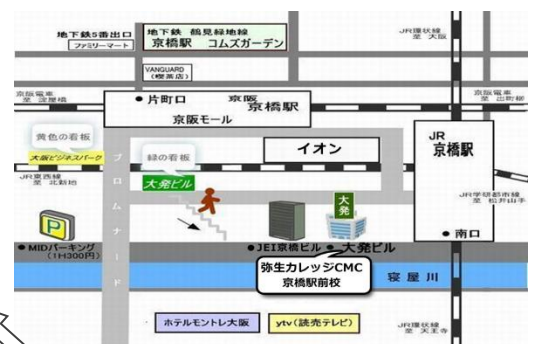 地下鉄5番出口
ファミリーマート
地下鉄 鶴見緑地線
京橋駅 コムズガーデン
JR環状線
至 大阪
VANGUARD
(喫茶店)
京阪電車
至 淀屋橋
片町口
京阪
京橋駅
京阪モール
京阪電車
至 出町柳
黄色の看板
大阪ビジネスパーク
緑の看板
大発ビル
イオン
JR
京橋駅
JR東西線
至 北新地
プロムナード
P
大発
JR学研都市線
至 松井山手
南口
MIDパーキング
(1H300円)
JEI京橋ビル
大発ビル
弥生カレッジCMC
京橋駅前校
寝屋川
ホテルモントレ大阪
ytv(読売テレビ)
JR環状線
至 天王寺